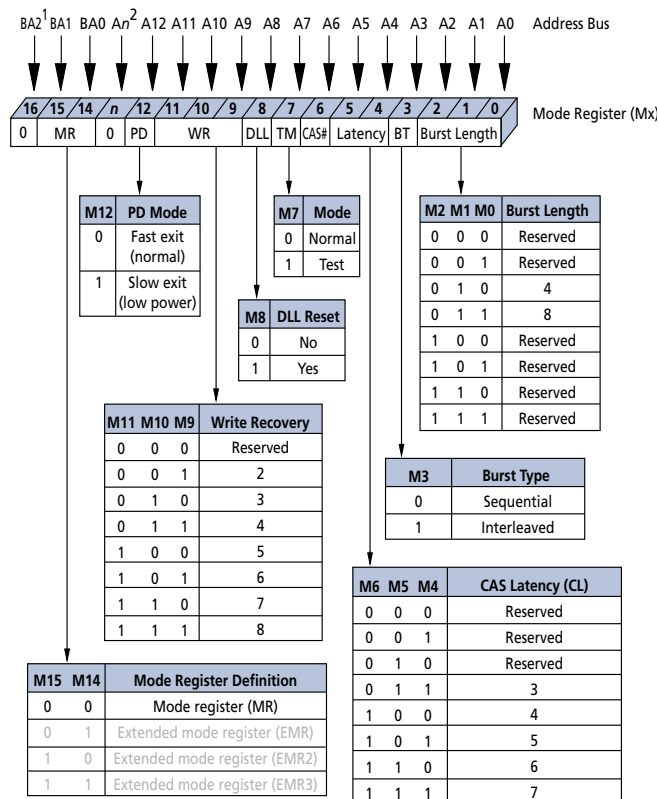 BA2¹ BA1 BA0 An² A12 A11 A10 A9 A8 A7 A6 A5 A4 A3 A2 A1 A0 Address Bus
16 15 14 n 12 11 10 9 8 7 6 5 4 3 2 1 0 Mode Register (Mx)
0 MR 0 PD WR DLL TM CAS# Latency BT Burst Length
M12 PD Mode
0 Fast exit
(normal)
1 Slow exit
(low power)
M7 Mode
0 Normal
1 Test
M2 M1 M0 Burst Length
0 0 0 Reserved
0 0 1 Reserved
0 1 0 4
0 1 1 8
1 0 0 Reserved
1 0 1 Reserved
1 1 0 Reserved
1 1 1 Reserved
M8 DLL Reset
0 No
1 Yes
M11 M10 M9 Write Recovery
0 0 0 Reserved
0 0 1 2
0 1 0 3
0 1 1 4
1 0 0 5
1 0 1 6
1 1 0 7
1 1 1 8
M3 Burst Type
0 Sequential
1 Interleaved
M6 M5 M4 CAS Latency (CL)
0 0 0 Reserved
0 0 1 Reserved
0 1 0 Reserved
0 1 1 3
1 0 0 4
1 0 1 5
1 1 0 6
1 1 1 7
M15 M14 Mode Register Definition
0 0 Mode register (MR)
0 1 Extended mode register (EMR)
1 0 Extended mode register (EMR2)
1 1 Extended mode register (EMR3)